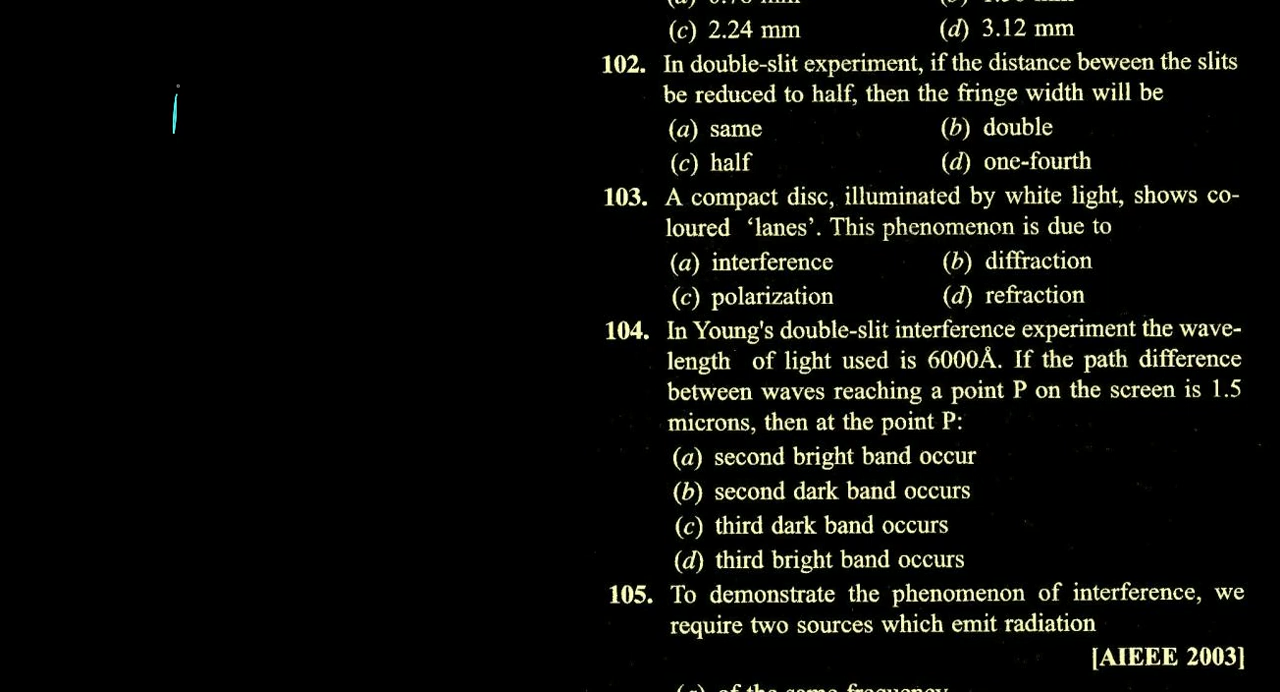 (c) 2.24 mm (d) 3.12 mm
102. In double-slit experiment, if the distance beween the slits
be reduced to half, then the fringe width will be
(a) same (b) double
(c) half (d) one-fourth
103. A compact disc, illuminated by white light, shows co-
loured ‘lanes’. This phenomenon is due to
(a) interference (b) diffraction
(c) polarization (d) refraction
104. In Young's double-slit interference experiment the wave-
length of light used is 6000Å. If the path difference
between waves reaching a point P on the screen is 1.5
microns, then at the point P:
(a) second bright band occur
(b) second dark band occurs
(c) third dark band occurs
(d) third bright band occurs
105. To demonstrate the phenomenon of interference, we
require two sources which emit radiation
[AIEEE 2003]
of the same frequency